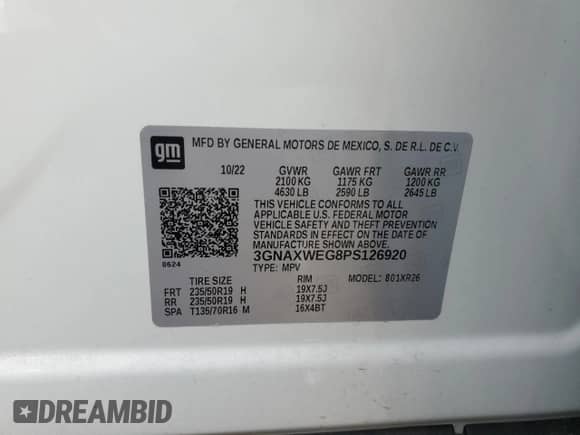 gm MFD BY GENERAL MOTORS DE MEXICO, S. DE R.L. DE C.V.
10/22 GVWR GAWR FRT GAWR RR
2100 KG 1175 KG 1200 KG
4630 LB 2590 LB 2645 LB
THIS VEHICLE CONFORMS TO ALL
APPLICABLE U.S. FEDERAL MOTOR
VEHICLE SAFETY AND THEFT PREVENTION
STANDARDS IN EFFECT ON THE DATE OF
MANUFACTURE SHOWN ABOVE.
3GNAXWEG8PS126920
0624
TYPE: MPV MODEL: 801XR26
TIRE SIZE RIM
FRT 235/50R19 H 19X7.5J
RR 235/50R19 H 19X7.5J
SPA T135/70R16 M 16X4BT
DREAMBID